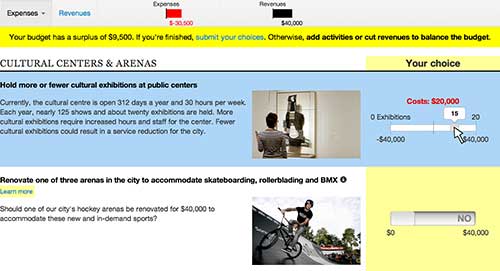 Expenses Revenues
Expenses Revenues
$-30,500 $40,000
Your budget has a surplus of $9,500. If you're finished, submit your choices. Otherwise, add activities or cut revenues to balance the budget.
CULTURAL CENTERS & ARENAS
Your choice
Hold more or fewer cultural exhibitions at public centers
Currently, the cultural centre is open 312 days a year and 30 hours per week.
Each year, nearly 125 shows and about twenty exhibitions are held. More
cultural exhibitions require increased hours and staff for the center. Fewer
cultural exhibitions could result in a service reduction for the city.
Costs: $20,000
15
0 Exhibitions 20
-$40,000 $40,000
Renovate one of three arenas in the city to accommodate skateboarding, rollerblading and BMX
Learn more
Should one of our city's hockey arenas be renovated for $40,000 to
accommodate these new and in-demand sports?
NO
$0 $40,000